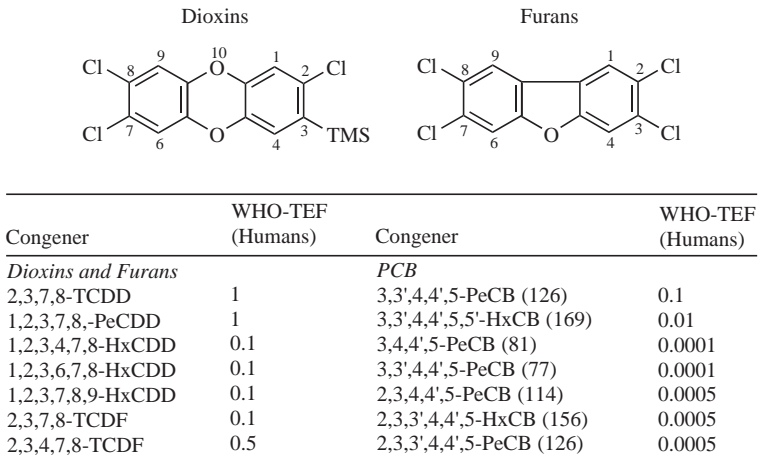 Dioxins
Furans
9
10
O
1
Cl
8
2
Cl
Cl
7
6
O
4
3
TMS
9
1
Cl
8
2
Cl
Cl
7
6
O
4
3
Cl
Congener WHO-TEF (Humans) Congener WHO-TEF (Humans)
Dioxins and Furans PCB
2,3,7,8-TCDD 1 3,3',4,4',5-PeCB (126) 0.1
1,2,3,7,8,-PeCDD 1 3,3'4,4',5,5'-HxCB (169) 0.01
1,2,3,4,7,8-HxCDD 0.1 3,4,4',5-PeCB (81) 0.0001
1,2,3,6,7,8-HxCDD 0.1 3,3',4,4'5-PeCB (77) 0.0001
1,2,3,7,8,9-HxCDD 0.1 2,3,4,4',5-PeCB (114) 0.0005
2,3,7,8-TCDF 0.1 2,3,3',4,4',5-HxCB (156) 0.0005
2,3,4,7,8-TCDF 0.5 2,3,3',4,4',5-PeCB (126) 0.0005